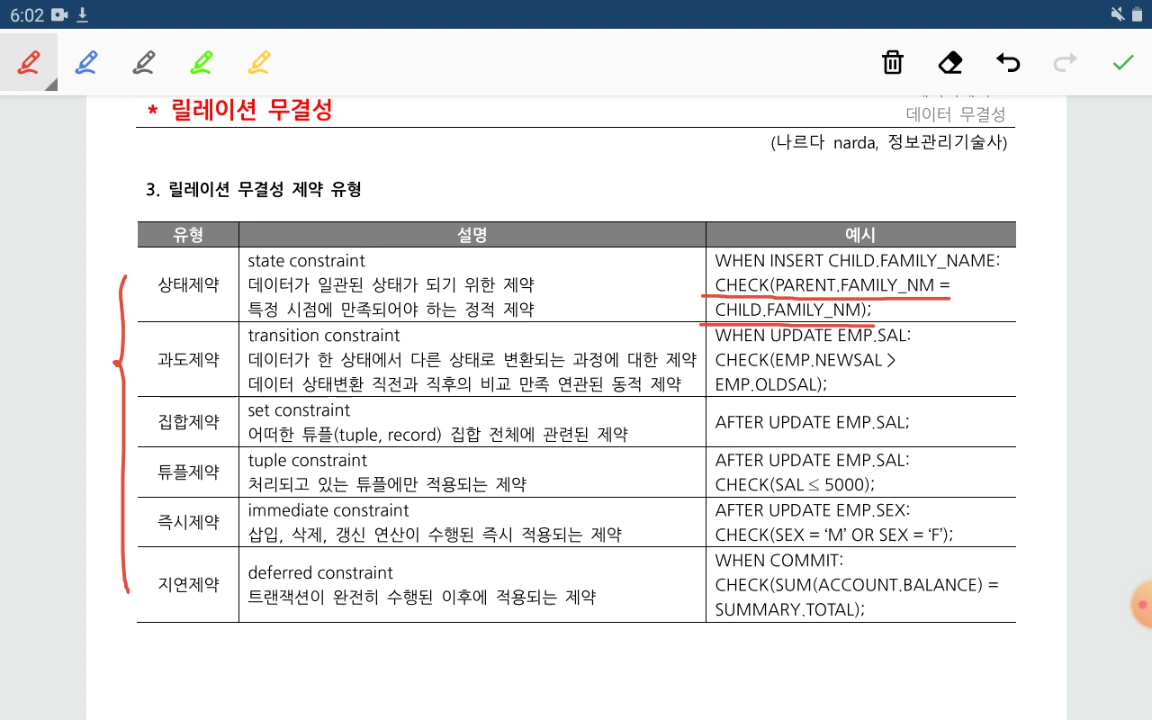 6:02
* 릴레이션 무결성
데이터 무결성
(나르다 narda, 정보관리기술사)
3. 릴레이션 무결성 제약 유형
유형 설명 예시
상태제약
state constraint
데이터가 일관된 상태가 되기 위한 제약
특정 시점에 만족되어야 하는 정적 제약
WHEN INSERT CHILD.FAMILY_NAME:
CHECK(PARENT.FAMILY_NM =
CHILD.FAMILY_NM);
과도제약
transition constraint
데이터가 한 상태에서 다른 상태로 변환되는 과정에 대한 제약
데이터 상태변환 직전과 직후의 비교 만족 연관된 동적 제약
WHEN UPDATE EMP.SAL:
CHECK(EMP.NEWSAL >
EMP.OLDSAL);
집합제약
set constraint
어떠한 튜플(tuple, record) 집합 전체에 관련된 제약
AFTER UPDATE EMP.SAL;
튜플제약
tuple constraint
처리되고 있는 튜플에만 적용되는 제약
AFTER UPDATE EMP.SAL:
CHECK(SAL ≤ 5000);
즉시제약
immediate constraint
삽입, 삭제, 갱신 연산이 수행된 즉시 적용되는 제약
AFTER UPDATE EMP.SEX:
CHECK(SEX = ‘M’ OR SEX = ‘F’);
지연제약
deferred constraint
트랜잭션이 완전히 수행된 이후에 적용되는 제약
WHEN COMMIT:
CHECK(SUM(ACCOUNT.BALANCE) =
SUMMARY.TOTAL);